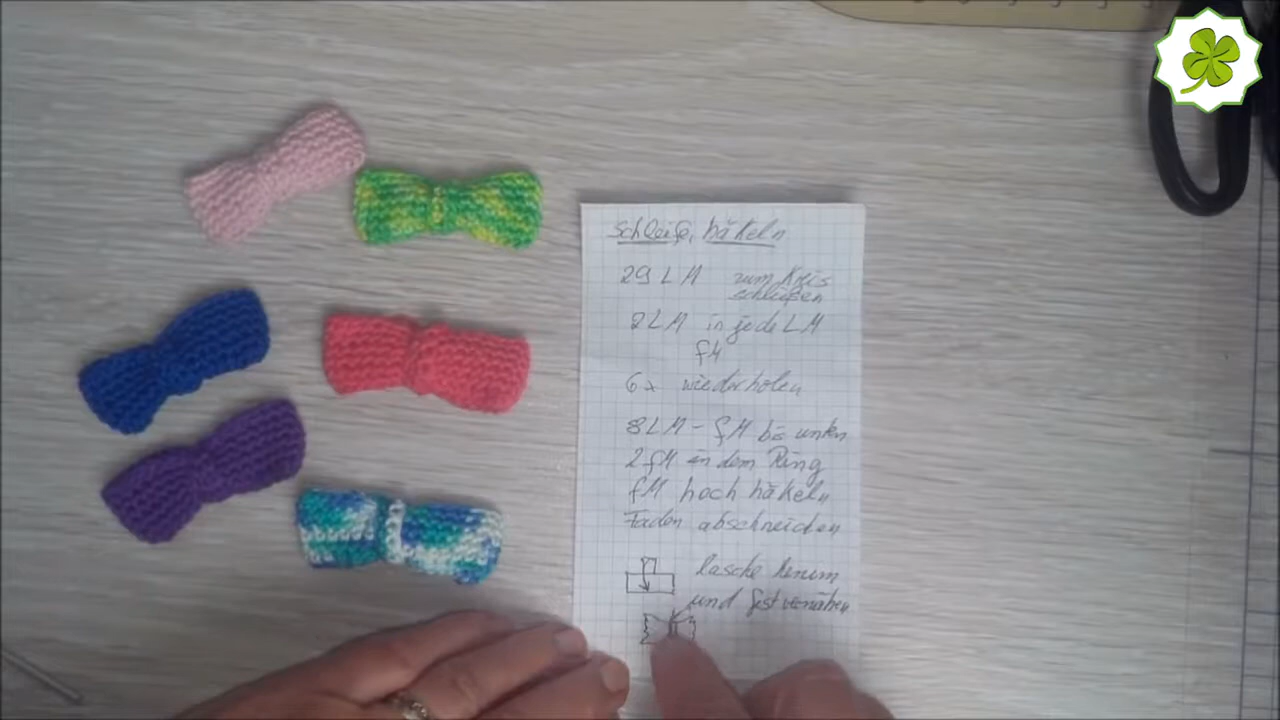 Schleife häkeln
29 LM zum Kreis
schließen
2 LM in jede LM
fM
6x wiederholen
8 LM - fM bis unten
2 fM in dem Ring
fM hoch häkeln
Faden abschneiden
lasche herum
und fest vernähen